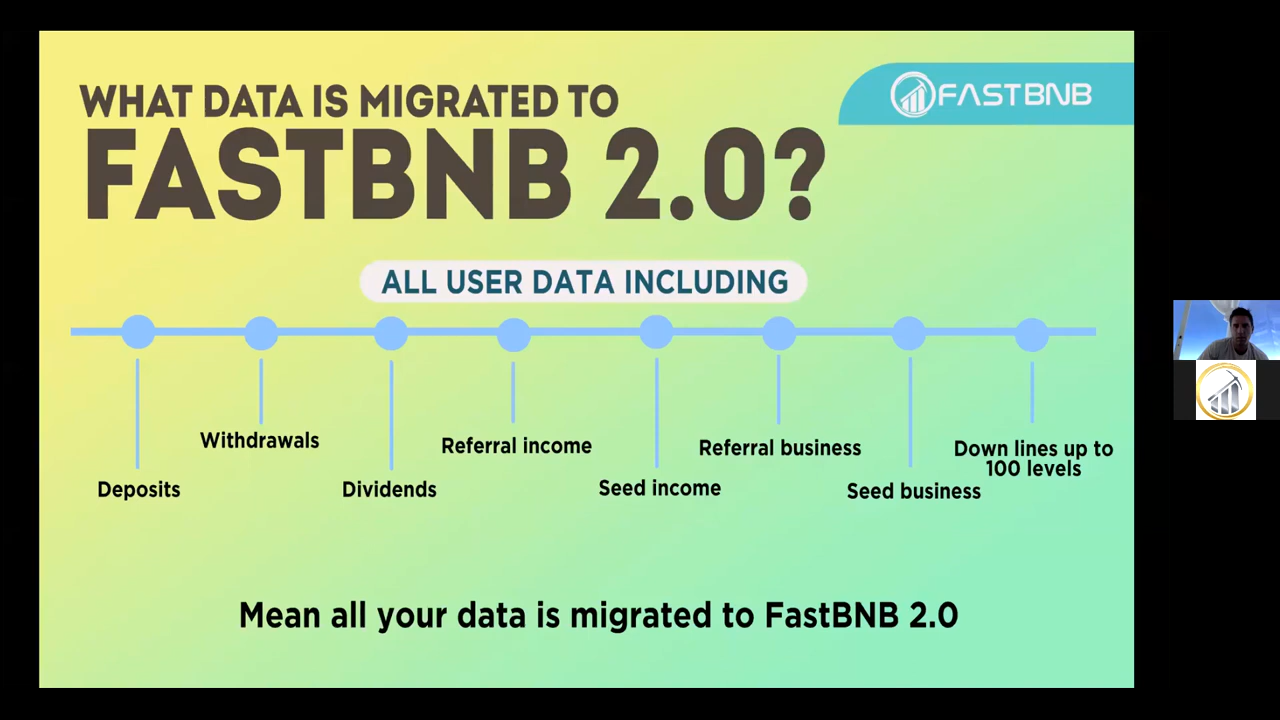 WHAT DATA IS MIGRATED TO
FASTBNB 2.0?
FASTBNB
ALL USER DATA INCLUDING
Deposits
Withdrawals
Dividends
Referral income
Seed income
Referral business
Seed business
Down lines up to
100 levels
Mean all your data is migrated to FastBNB 2.0